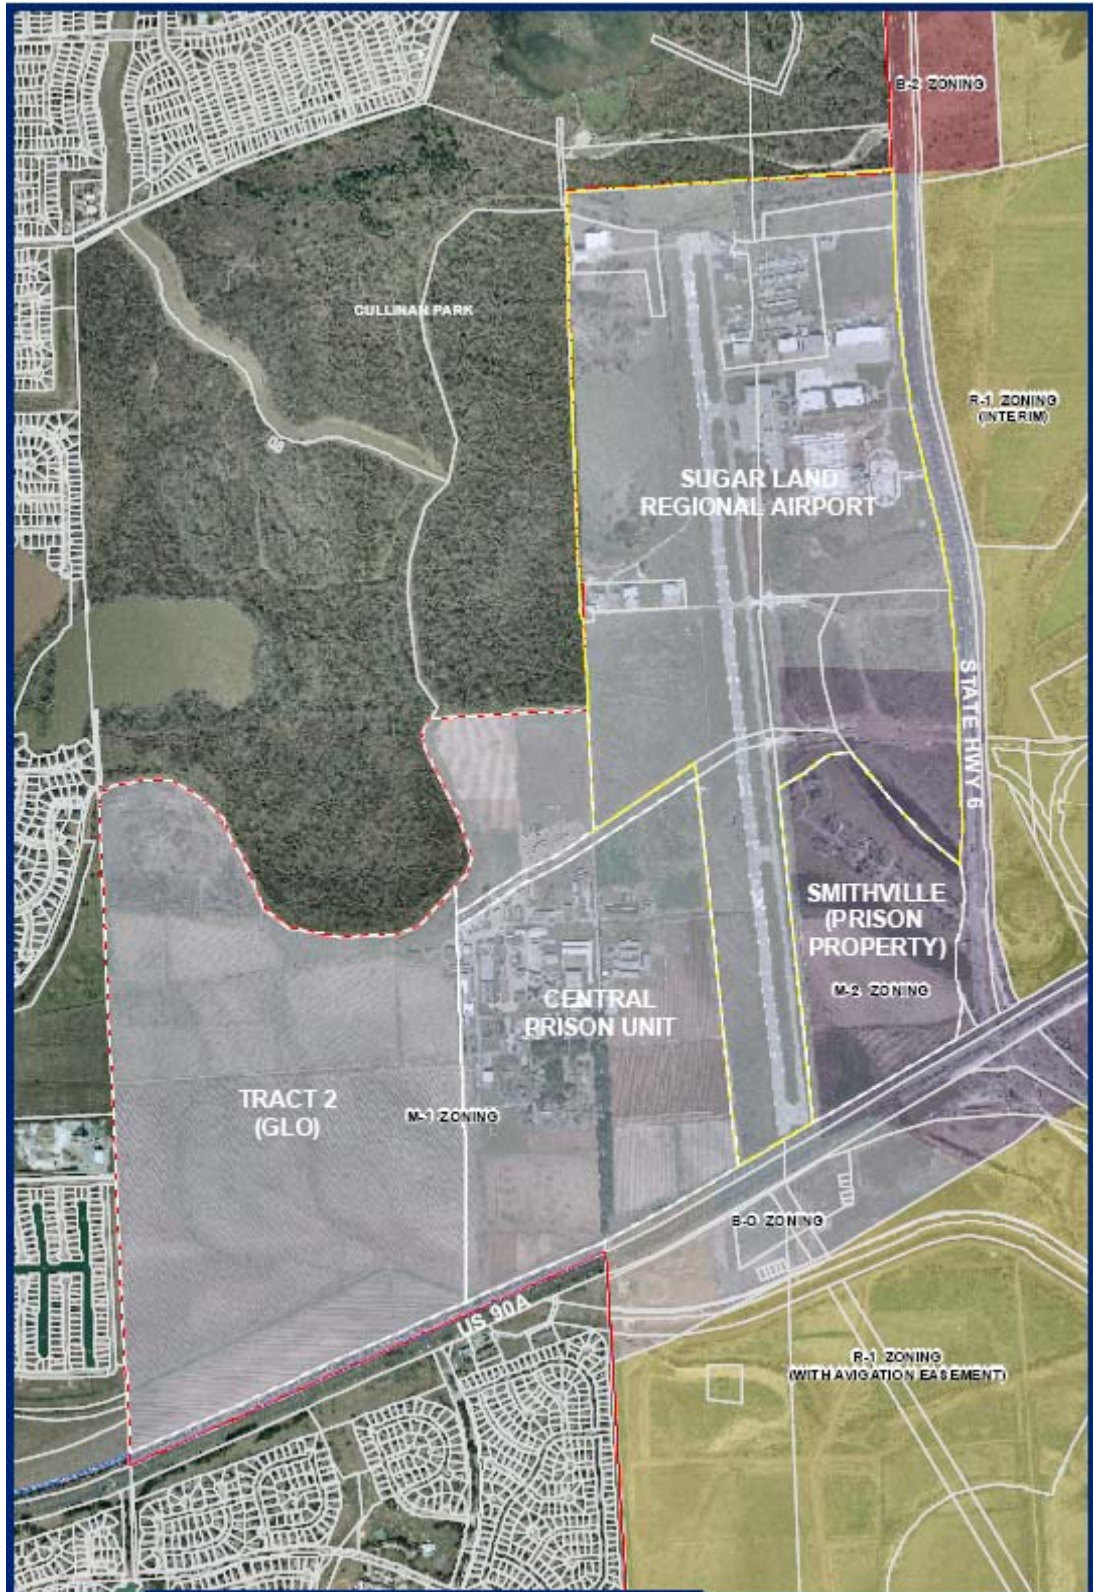 B-2 ZONING
CULLINAN PARK
R-1 ZONING
(INTERIM)
SUGAR LAND
REGIONAL AIRPORT
STATE HWY 6
SMITHVILLE
(PRISON
PROPERTY)
M-2 ZONING
CENTRAL
PRISON UNIT
TRACT 2
(GLO)
M-1 ZONING
B-O ZONING
US 90A
R-1 ZONING
(WITH AVIGATION EASEMENT)